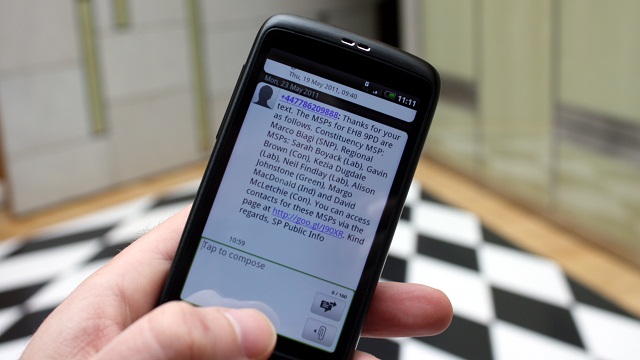 11:11
Thu, 19 May 2011, 09:40
Mon, 23 May 2011
+447786209888: Thanks for your
text. The MSPs for EH8 9PD are
as follows. Constituency MSP:
Marco Biagi (SNP). Regional
MSPs: Sarah Boyack (Lab), Gavin
Brown (Con), Kezia Dugdale
(Lab), Neil Findlay (Lab), Alison
Johnstone (Green), Margo
MacDonald (Ind) and David
McLetchie (Con). You can access
contacts for these MSPs via the
page at http://goo.gl/J90XR. Kind
regards, SP Public Info
10:59
Tap to compose
0 / 160